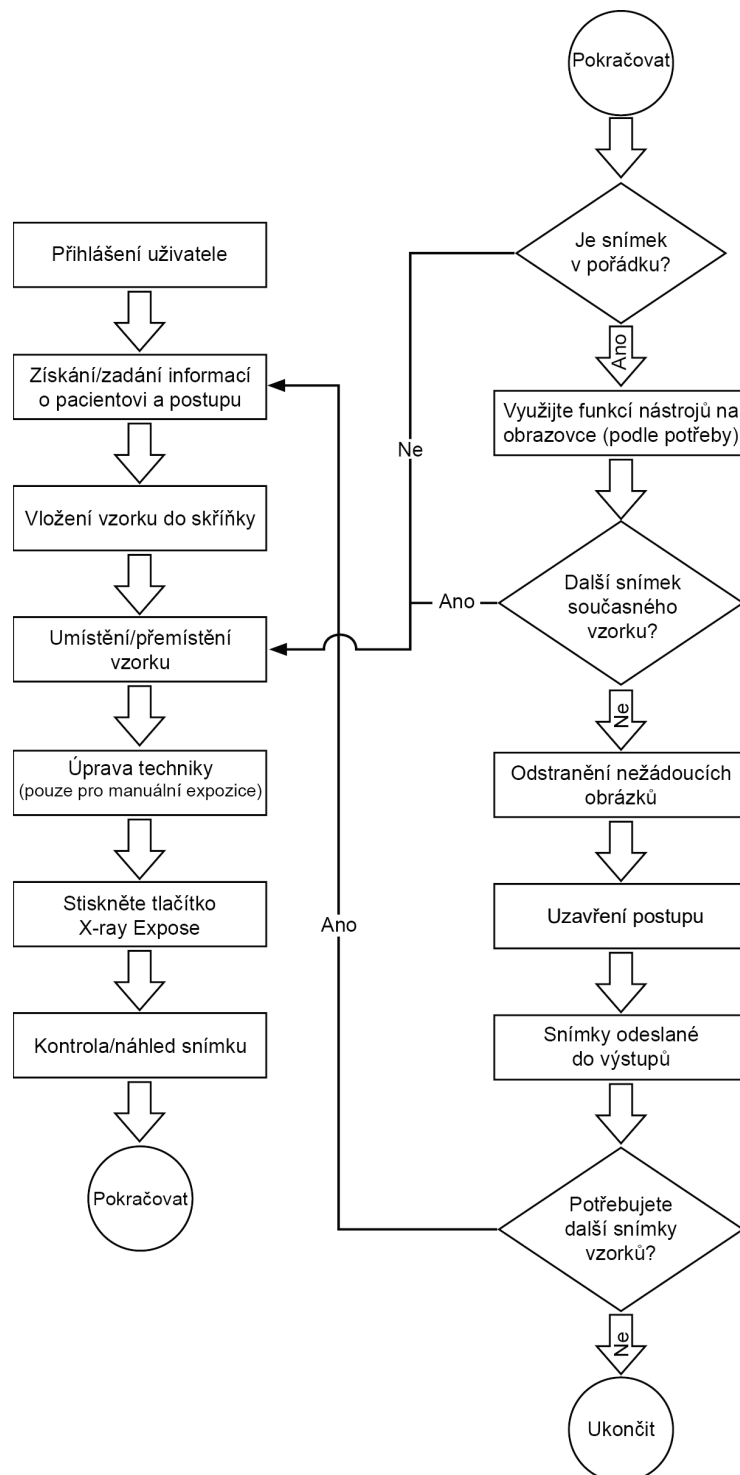 Přihlášení uživatele
Získání/zadání informací
o pacientovi a postupu
Vložení vzorku do skříňky
Umístění/přemístění
vzorku
Úprava techniky
(pouze pro manuální expozice)
Stiskněte tlačítko
X-ray Expose
Kontrola/náhled snímku
Pokračovat
Pokračovat
Je snímek
v pořádku?
Ne
Ano
Využijte funkcí nástrojů na
obrazovce (podle potřeby)
Další snímek
současného
vzorku?
Ano
Ne
Odstranění nežádoucích
obrázků
Uzavření postupu
Snímky odeslané
do výstupů
Potřebujete
další snímky
vzorků?
Ano
Ne
Ukončit